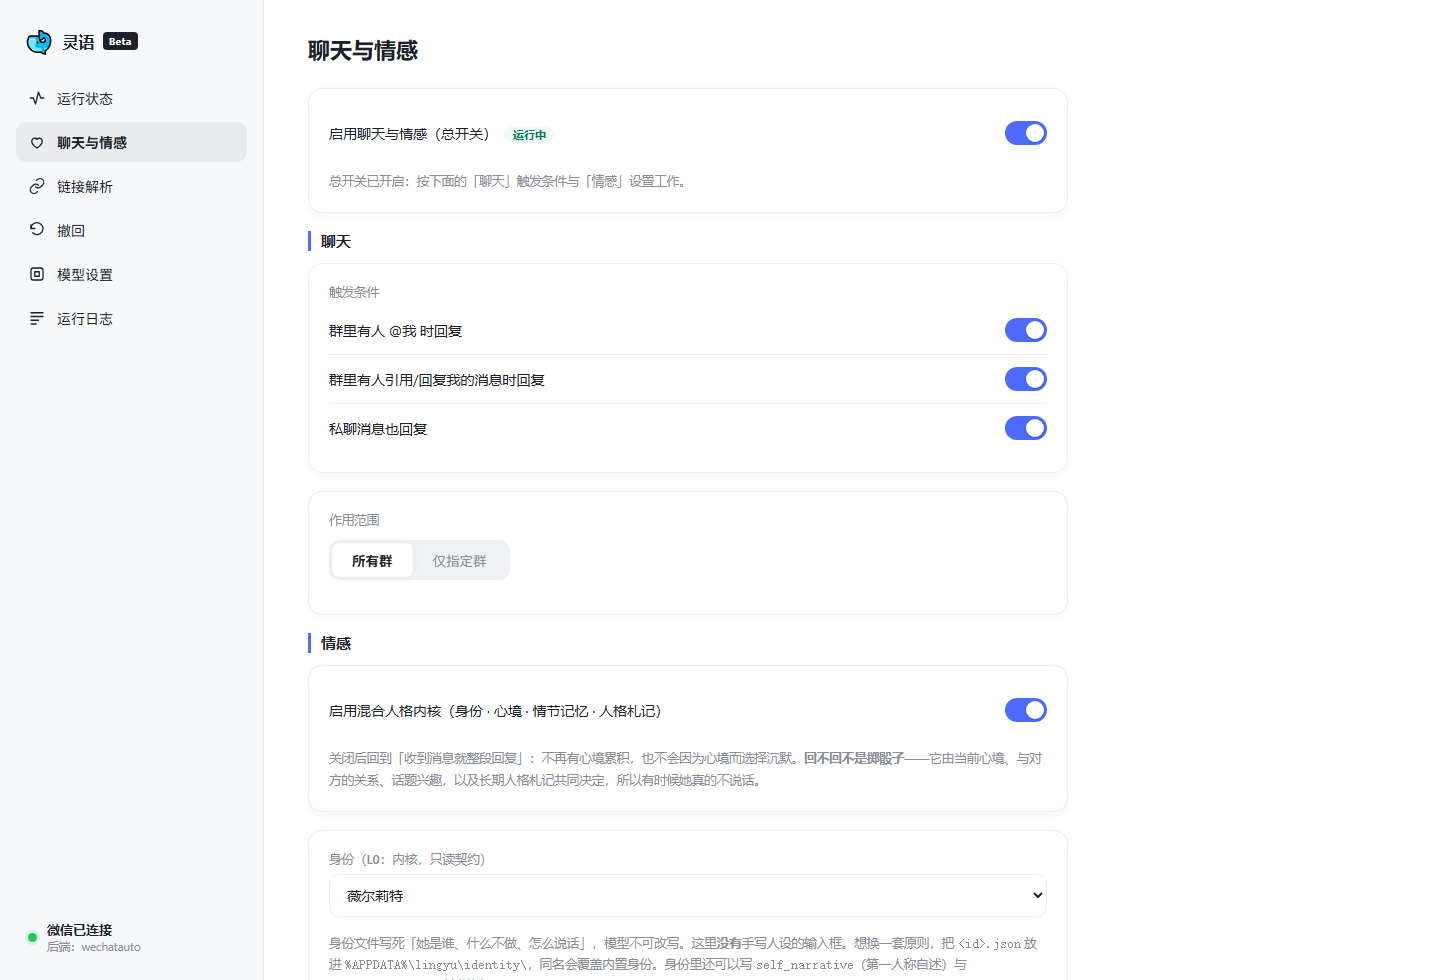 灵语 Beta
运行状态
聊天与情感
链接解析
撤回
模型设置
运行日志
微信已连接
后端：wechatauto
聊天与情感
启用聊天与情感（总开关） 运行中
总开关已开启：按下面的「聊天」触发条件与「情感」设置工作。
聊天
触发条件
群里有人 @我 时回复
群里有人引用/回复我的消息时回复
私聊消息也回复
作用范围
所有群 仅指定群
情感
启用混合人格内核（身份 · 心境 · 情节记忆 · 人格札记）
关闭后回到「收到消息就整段回复」：不再有心境累积，也不会因为心境而选择沉默。回不回不是掷骰子——它由当前心境、与对
方的关系、话题兴趣，以及长期人格札记共同决定，所以有时候她真的不说话。
身份（L0：内核，只读契约）
薇尔莉特
身份文件写死「她是谁、什么不做、怎么说话」，模型不可改写。这里没有手写人设的输入框。想换一套原则，把 <id>.json 放
进 %APPDATA%\lingyu\identity\，同名会覆盖内置身份。身份里还可以写 self_narrative（第一人称自述）与